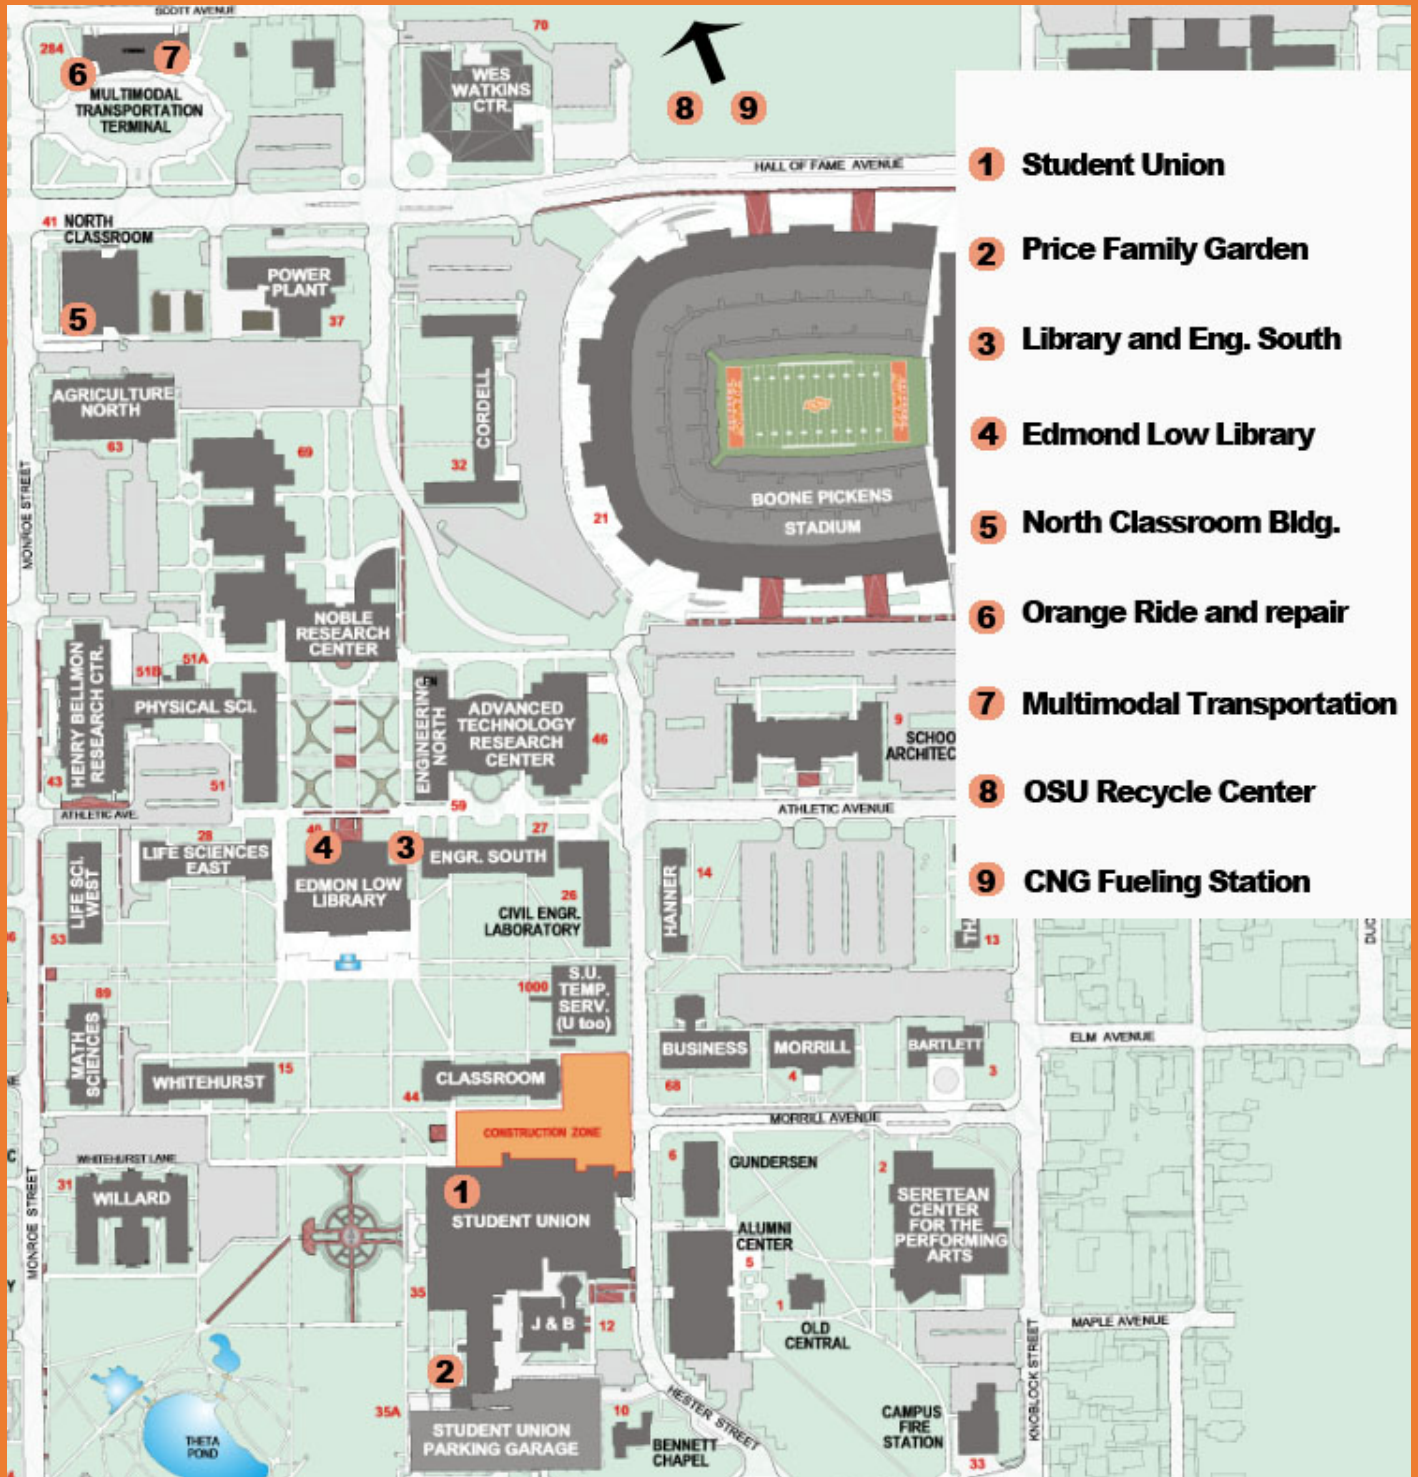 SCOTT AVENUE
284
7
6
MULTIMODAL
TRANSPORTATION
TERMINAL
70
WES
WATKINS
CTR.
8 9
HALL OF FAME AVENUE
41 NORTH
CLASSROOM
5
POWER
PLANT
37
AGRICULTURE
NORTH
63
69
CORDELL
32
21
BOONE PICKENS
STADIUM
MONROE STREET
NOBLE
RESEARCH
CENTER
HENRY BELLMON
RESEARCH CTR.
51B
51A
PHYSICAL SCI.
43
51
ATHLETIC AVE.
EN
ENGINEERING
NORTH
ADVANCED
TECHNOLOGY
RESEARCH
CENTER
46
59
9
SCHOO
ARCHITEC
ATHLETIC AVENUE
28
LIFE SCIENCES
EAST
LIFE SCI.
WEST
53
4
3
EDMON LOW
LIBRARY
27
ENGR. SOUTH
26
CIVIL ENGR.
LABORATORY
HANNER
14
TH
13
DUC
89
MATH
SCIENCES
1000
S.U.
TEMP.
SERV.
(U too)
BUSINESS
68
MORRILL
4
BARTLETT
3
ELM AVENUE
WHITEHURST
15
44
CLASSROOM
CONSTRUCTION ZONE
MORRILL AVENUE
WHITEHURST LANE
31
WILLARD
MONROE STREET
1
STUDENT UNION
35
6
GUNDERSEN
2
SERETEAN
CENTER
FOR THE
PERFORMING
ARTS
ALUMNI
CENTER
5
1
OLD
CENTRAL
J & B
12
2
MAPLE AVENUE
KNOBLOCK STREET
THETA
POND
35A
STUDENT UNION
PARKING GARAGE
10
BENNETT
CHAPEL
HESTER STREET
CAMPUS
FIRE
STATION
33
1 Student Union
2 Price Family Garden
3 Library and Eng. South
4 Edmond Low Library
5 North Classroom Bldg.
6 Orange Ride and repair
7 Multimodal Transportation
8 OSU Recycle Center
9 CNG Fueling Station